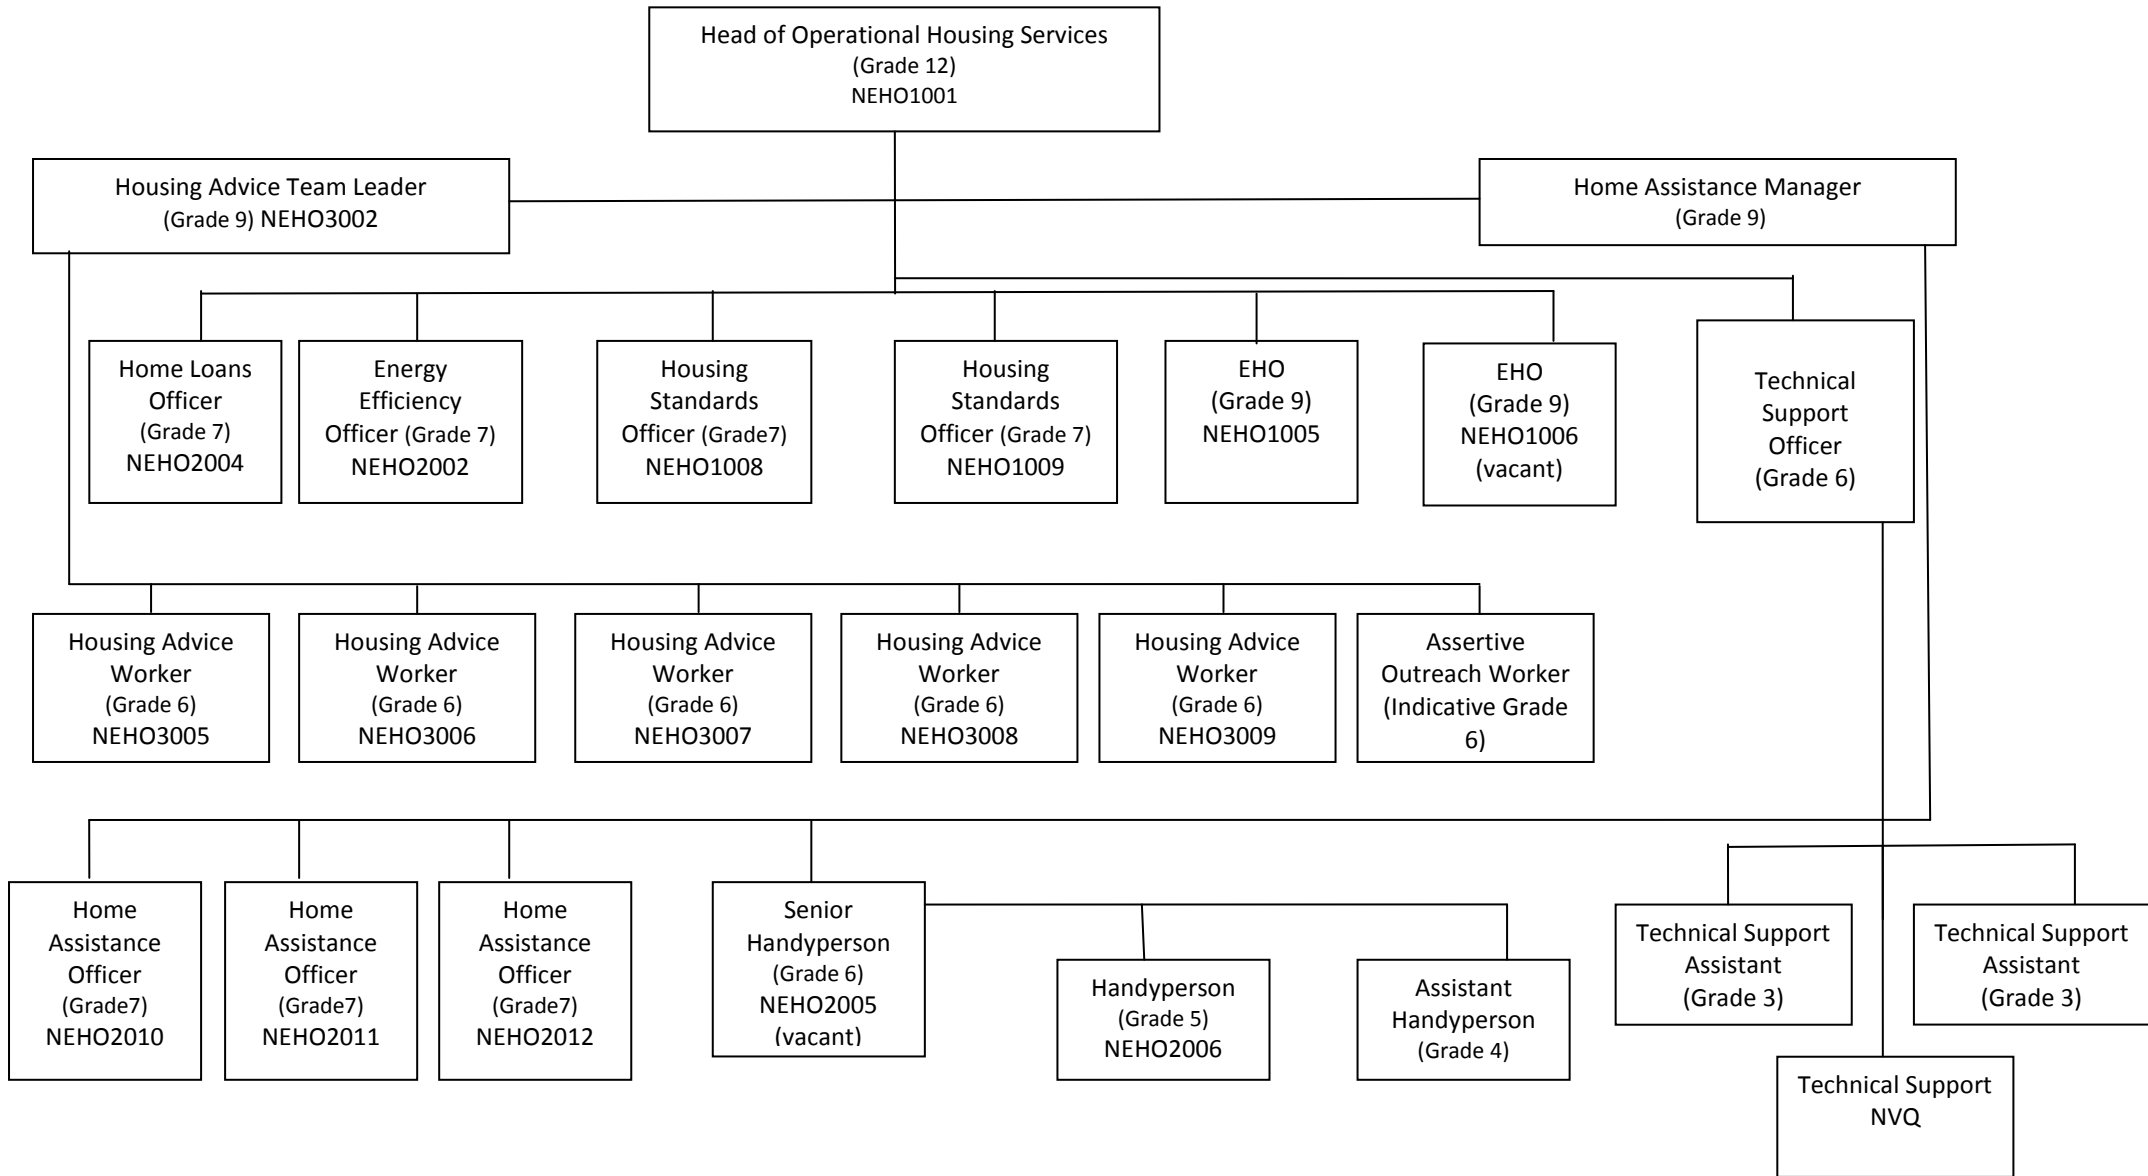 Head of Operational Housing Services
(Grade 12)
NEHO1001
Housing Advice Team Leader
(Grade 9) NEHO3002
Home Assistance Manager
(Grade 9)
Home Loans
Officer
(Grade 7)
NEHO2004
Energy
Efficiency
Officer (Grade 7)
NEHO2002
Housing
Standards
Officer (Grade7)
NEHO1008
Housing
Standards
Officer (Grade 7)
NEHO1009
EHO
(Grade 9)
NEHO1005
EHO
(Grade 9)
NEHO1006
(vacant)
Technical
Support
Officer
(Grade 6)
Housing Advice
Worker
(Grade 6)
NEHO3005
Housing Advice
Worker
(Grade 6)
NEHO3006
Housing Advice
Worker
(Grade 6)
NEHO3007
Housing Advice
Worker
(Grade 6)
NEHO3008
Housing Advice
Worker
(Grade 6)
NEHO3009
Assertive
Outreach Worker
(Indicative Grade
6)
Home
Assistance
Officer
(Grade7)
NEHO2010
Home
Assistance
Officer
(Grade7)
NEHO2011
Home
Assistance
Officer
(Grade7)
NEHO2012
Senior
Handyperson
(Grade 6)
NEHO2005
(vacant)
Handyperson
(Grade 5)
NEHO2006
Assistant
Handyperson
(Grade 4)
Technical Support
Assistant
(Grade 3)
Technical Support
Assistant
(Grade 3)
Technical Support
NVQ